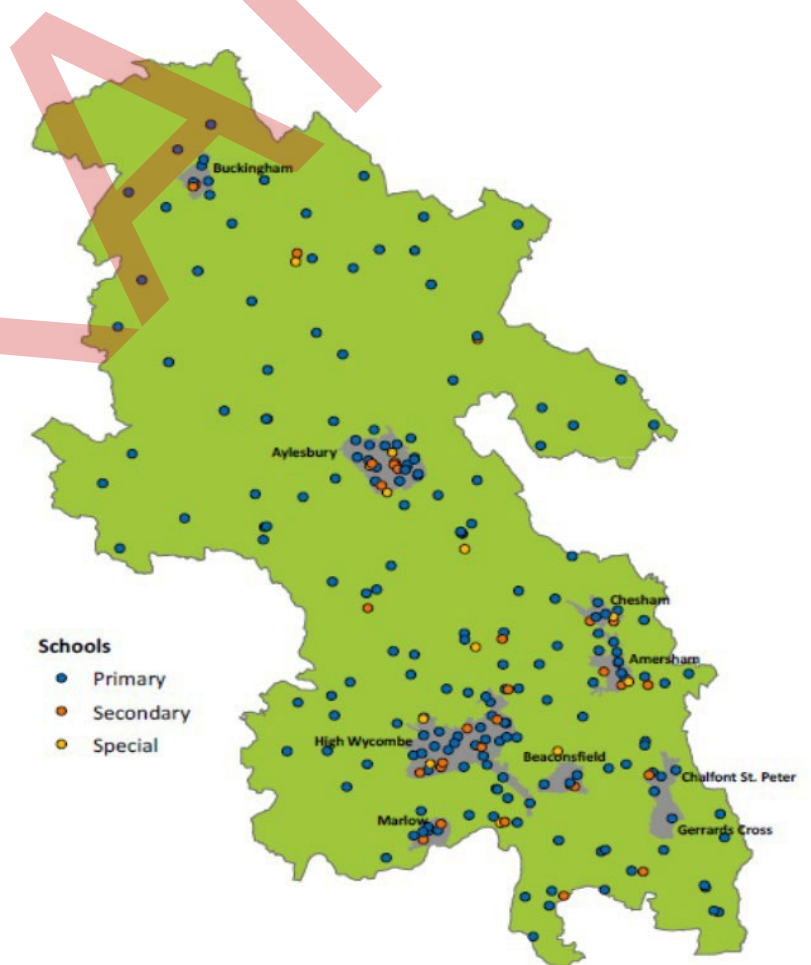 Buckingham
Aylesbury
Chesham
Schools
Amersham
Primary
Secondary
High Wycombe
Special
Beaconsfield
Chalfont St. Peter
Marlow
Gerrards Cross